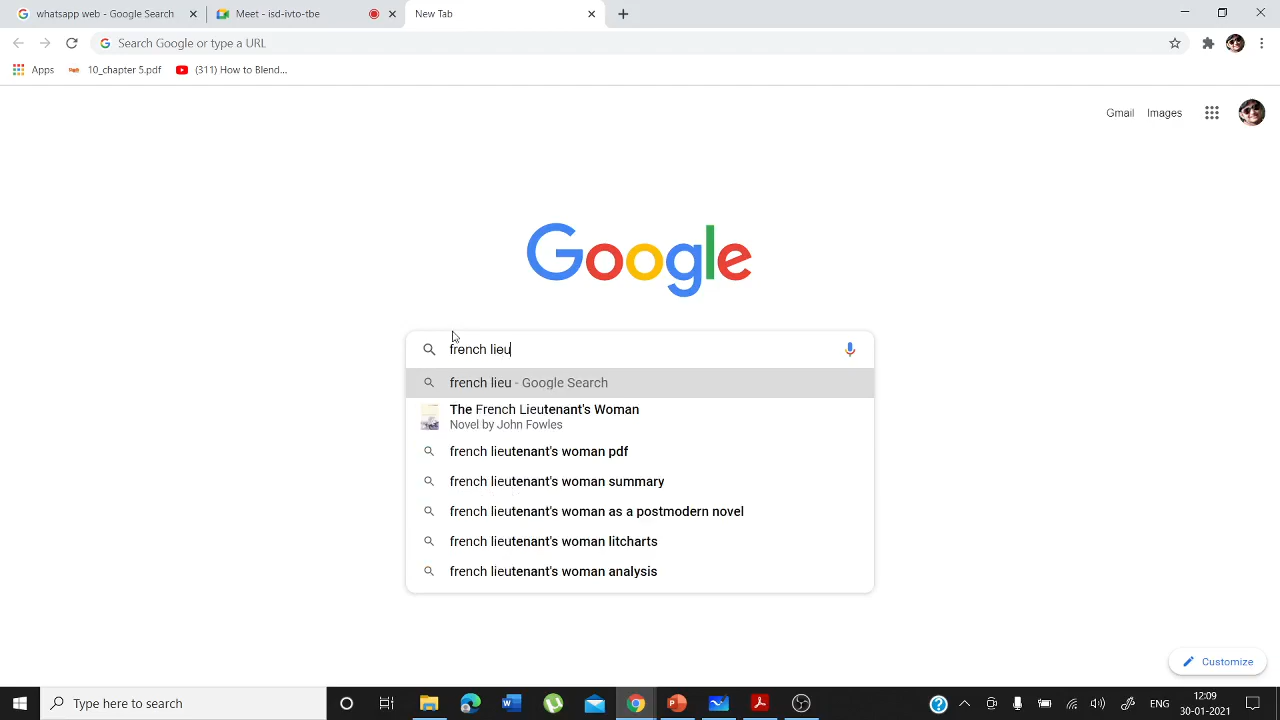 whatsapp web - Google Search
Meet - isd-ivto-tbe
New Tab
Search Google or type a URL
Apps
10_chapter 5.pdf
(311) How to Blend...
Gmail
Images
Google
french lieu
french lieu - Google Search
The French Lieutenant's Woman
Novel by John Fowles
french lieutenant's woman pdf
french lieutenant's woman summary
french lieutenant's woman as a postmodern novel
french lieutenant's woman litcharts
french lieutenant's woman analysis
Customize
Type here to search
ENG
12:09
30-01-2021